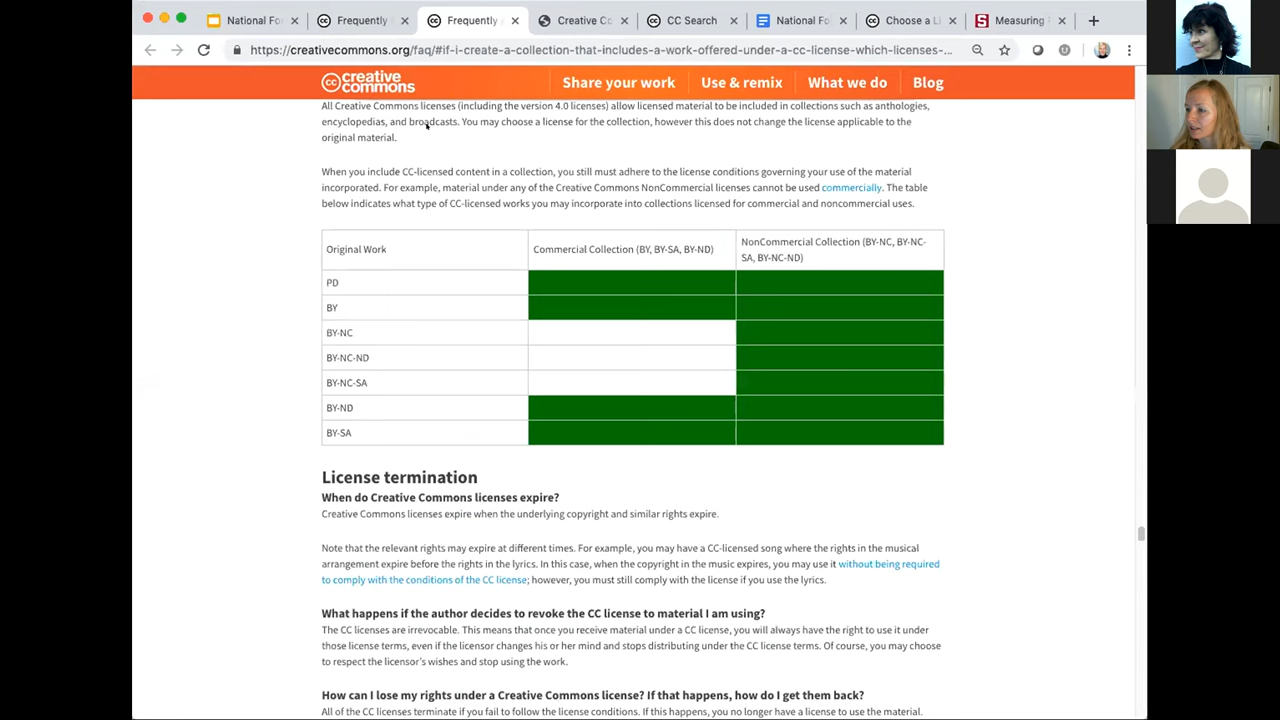 National Fo
Frequently
Frequently
Creative Co
CC Search
National Fo
Choose a Li
Measuring
https://creativecommons.org/faq/#if-i-create-a-collection-that-includes-a-work-offered-under-a-cc-license-which-licenses-...
creative commons
Share your work
Use & remix
What we do
Blog
All Creative Commons licenses (including the version 4.0 licenses) allow licensed material to be included in collections such as anthologies,
encyclopedias, and broadcasts. You may choose a license for the collection, however this does not change the license applicable to the
original material.
When you include CC-licensed content in a collection, you still must adhere to the license conditions governing your use of the material
incorporated. For example, material under any of the Creative Commons NonCommercial licenses cannot be used commercially. The table
below indicates what type of CC-licensed works you may incorporate into collections licensed for commercial and noncommercial uses.
Original Work
Commercial Collection (BY, BY-SA, BY-ND)
NonCommercial Collection (BY-NC, BY-NC-
SA, BY-NC-ND)
PD
BY
BY-NC
BY-NC-ND
BY-NC-SA
BY-ND
BY-SA
License termination
When do Creative Commons licenses expire?
Creative Commons licenses expire when the underlying copyright and similar rights expire.
Note that the relevant rights may expire at different times. For example, you may have a CC-licensed song where the rights in the musical
arrangement expire before the rights in the lyrics. In this case, when the copyright in the music expires, you may use it without being required
to comply with the conditions of the CC license; however, you must still comply with the license if you use the lyrics.
What happens if the author decides to revoke the CC license to material I am using?
The CC licenses are irrevocable. This means that once you receive material under a CC license, you will always have the right to use it under
those license terms, even if the licensor changes his or her mind and stops distributing under the CC license terms. Of course, you may choose
to respect the licensor's wishes and stop using the work.
How can I lose my rights under a Creative Commons license? If that happens, how do I get them back?
All of the CC licenses terminate if you fail to follow the license conditions. If this happens, you no longer have a license to use the material.